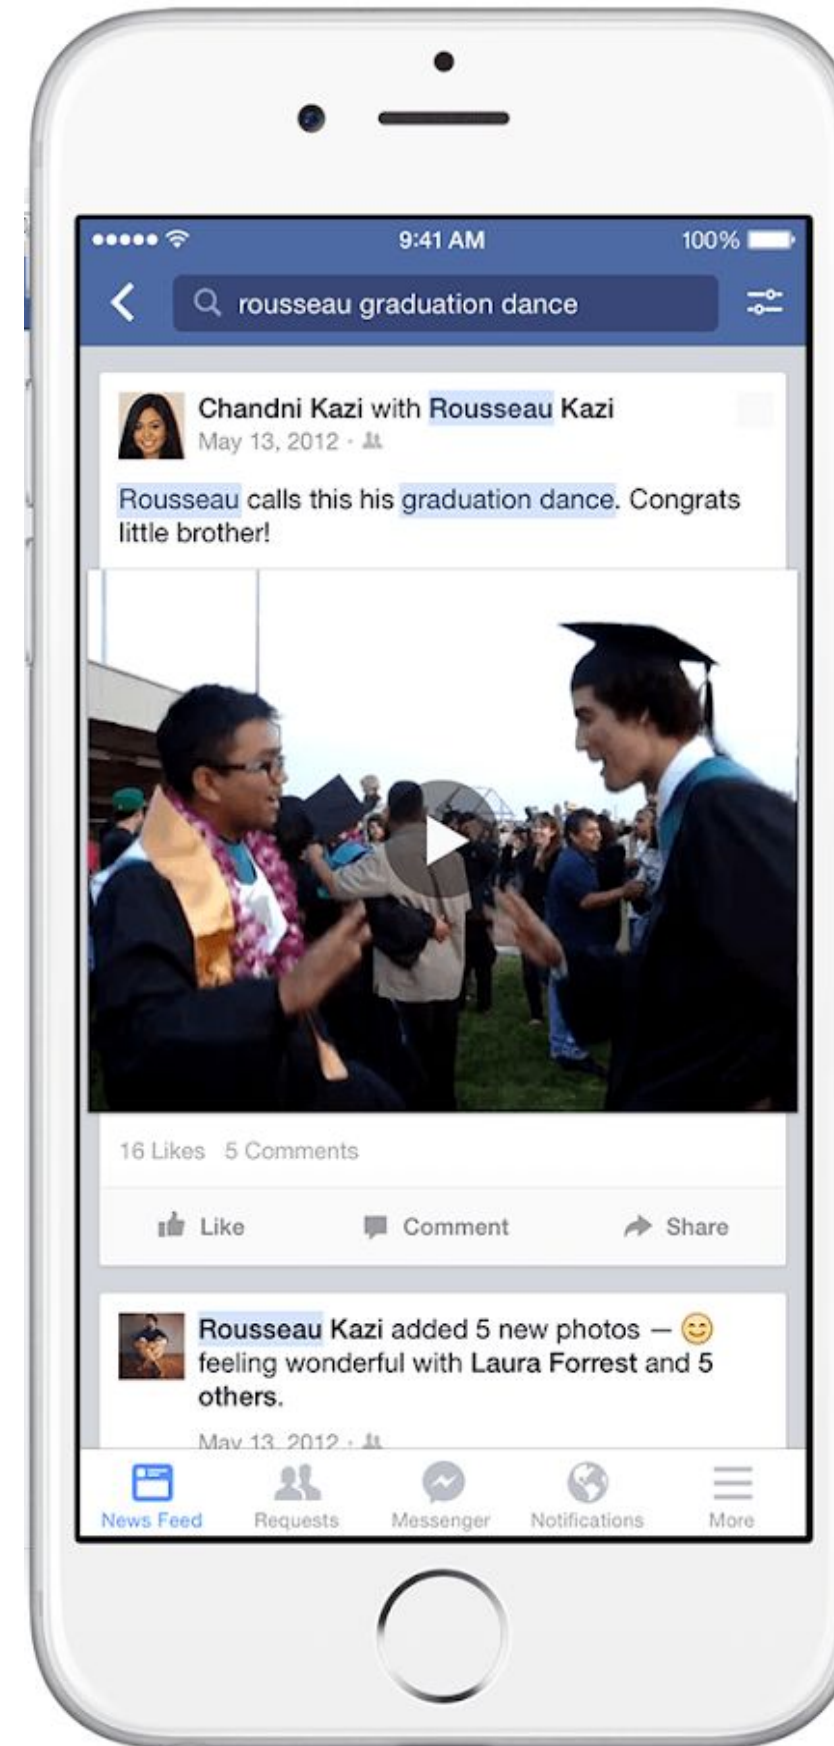 9:41 AM 100%
rousseau graduation dance
Chandni Kazi with Rousseau Kazi
May 13, 2012 ·
Rousseau calls this his graduation dance. Congrats
little brother!
16 Likes 5 Comments
Like Comment Share
Rousseau Kazi added 5 new photos — 😊
feeling wonderful with Laura Forrest and 5
others.
May 13, 2012 ·
News Feed Requests Messenger Notifications More